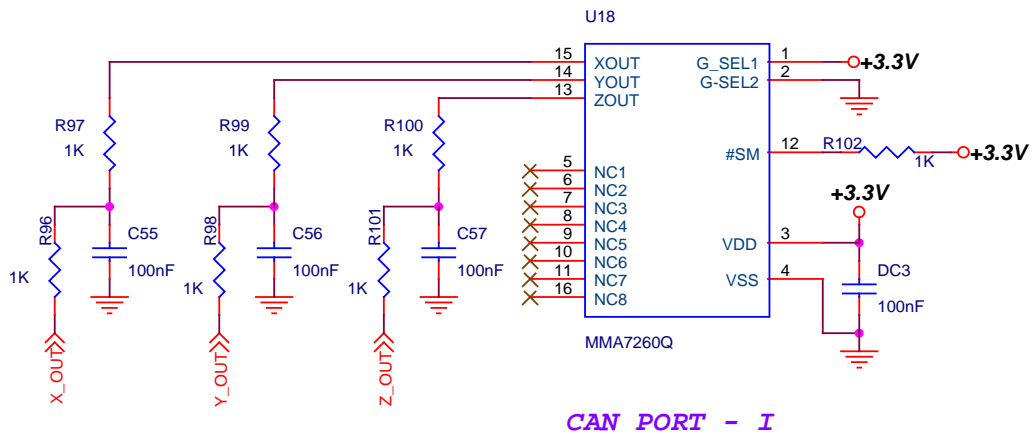 U18
15 XOUT G_SEL1 1 +3.3V
14 YOUT G-SEL2 2
13 ZOUT
R97 1K
R99 1K
R100 1K
#SM 12 R102 1K +3.3V
5 NC1
6 NC2
7 NC3
8 NC4
9 NC5
10 NC6
11 NC7
16 NC8
+3.3V
VDD 3
VSS 4
DC3
100nF
R96 1K
C55
100nF
R98 1K
C56
100nF
R101 1K
C57
100nF
MMA7260Q
X_OUT
Y_OUT
Z_OUT
CAN PORT - I